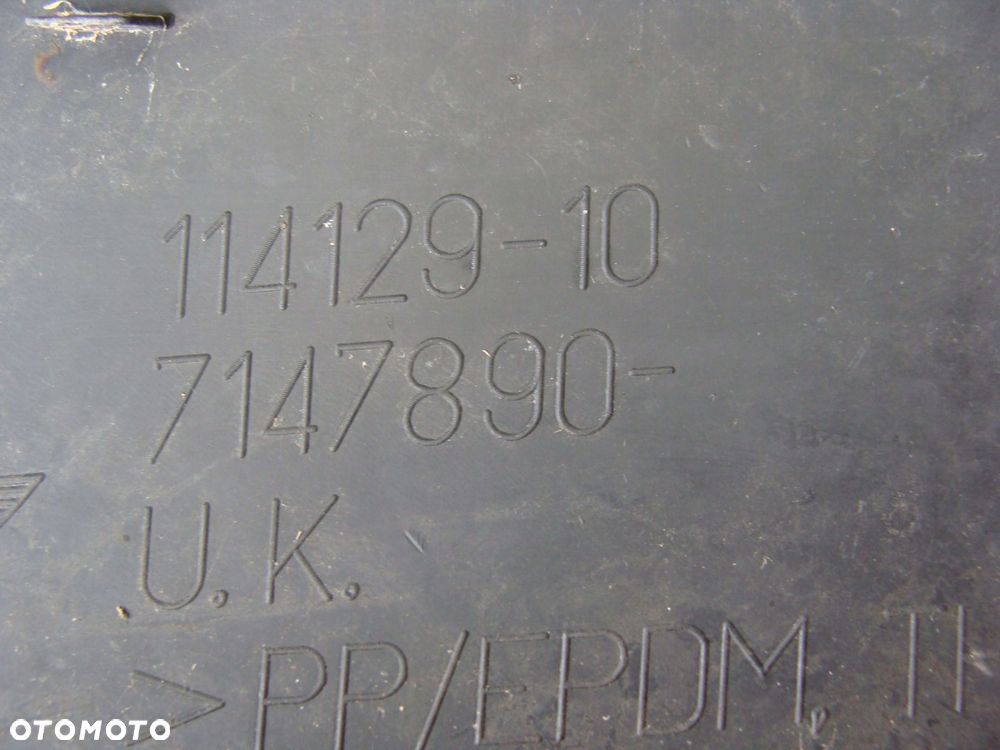 114129-10
7147890-
U.K.
>PP/EPDM,
OTOMOTO